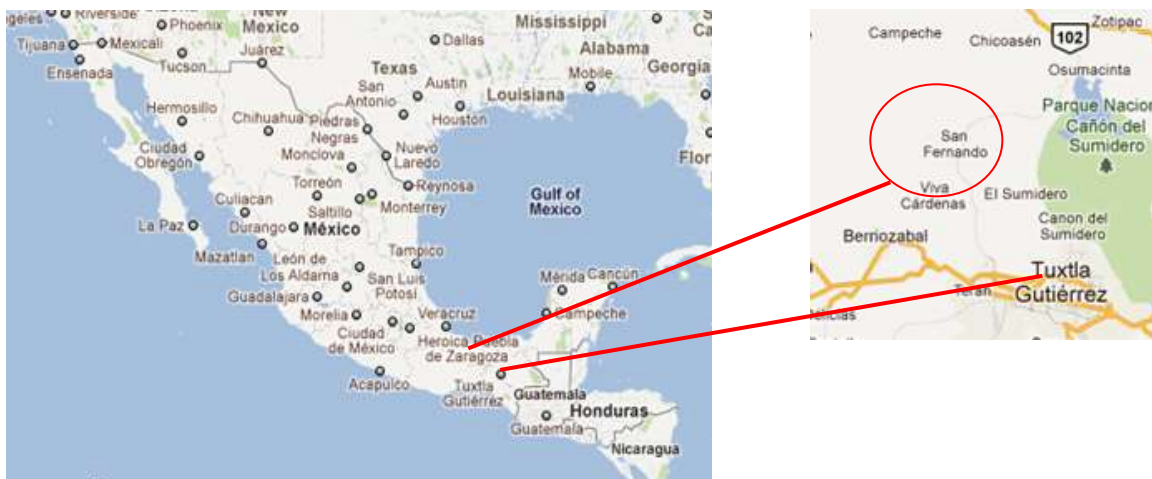 Riverside
Phoenix
New
Mexico
Mississippi
Tijuana
Mexicali
Tucson
Juárez
Dallas
Alabama
Ensenada
Texas
Mobile
Georgia
San
Antonio
Austin
Louisiana
Hermosillo
Chihuahua
Piedras
Negras
Houston
Ciudad
Obregón
Monclova
Nuevo
Laredo
Flor
Torreón
Reynosa
Culiacan
Saltillo
Monterrey
Gulf of
Mexico
La Paz
Durango
México
Mazatlan
León de
Los Aldama
Tampico
San Luis
Potosí
Mérida
Cancún
Guadalajara
Morelia
Veracruz
Campeche
Ciudad
de México
Heroica Puebla
de Zaragoza
Acapulco
Tuxtla
Gutiérrez
Guatemala
Honduras
Guatemala
Nicaragua
Campeche
Chicoasén
102
Zotipac
Osumacinta
Parque Nacion
Cañón del
Sumidero
San
Fernando
Viva
Cárdenas
El Sumidero
Canon del
Sumidero
Berriozabal
Tuxtla
Gutiérrez
Terán